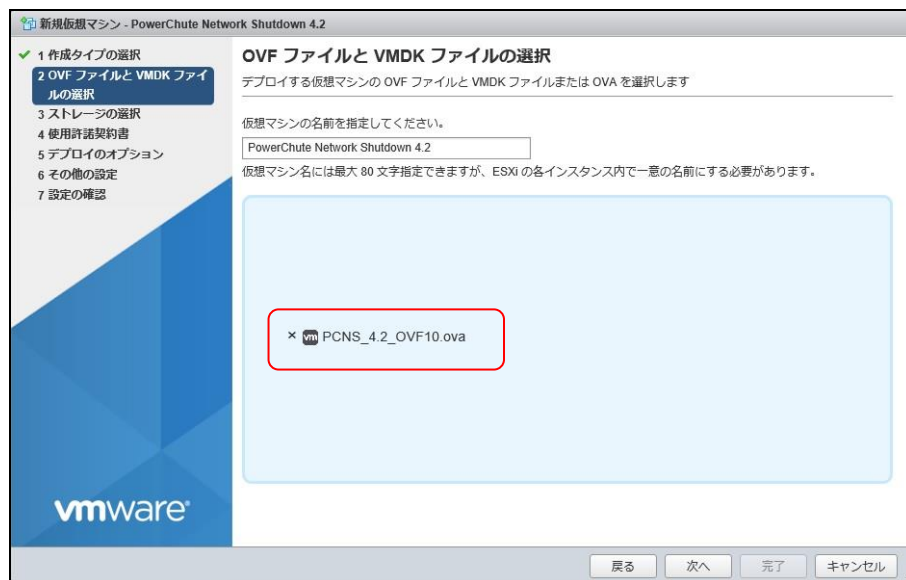 新規仮想マシン - PowerChute Network Shutdown 4.2
1 作成タイプの選択
2 OVF ファイルと VMDK ファイ
ルの選択
3 ストレージの選択
4 使用許諾契約書
5 デプロイのオプション
6 その他の設定
7 設定の確認
OVF ファイルと VMDK ファイルの選択
デプロイする仮想マシンの OVF ファイルと VMDK ファイルまたは OVA を選択します
仮想マシンの名前を指定してください。
PowerChute Network Shutdown 4.2
仮想マシン名には最大 80 文字指定できますが、ESXi の各インスタンス内で一意の名前にする必要があります。
× vm PCNS_4.2_OVF10.ova
vmware
戻る 次へ 完了 キャンセル